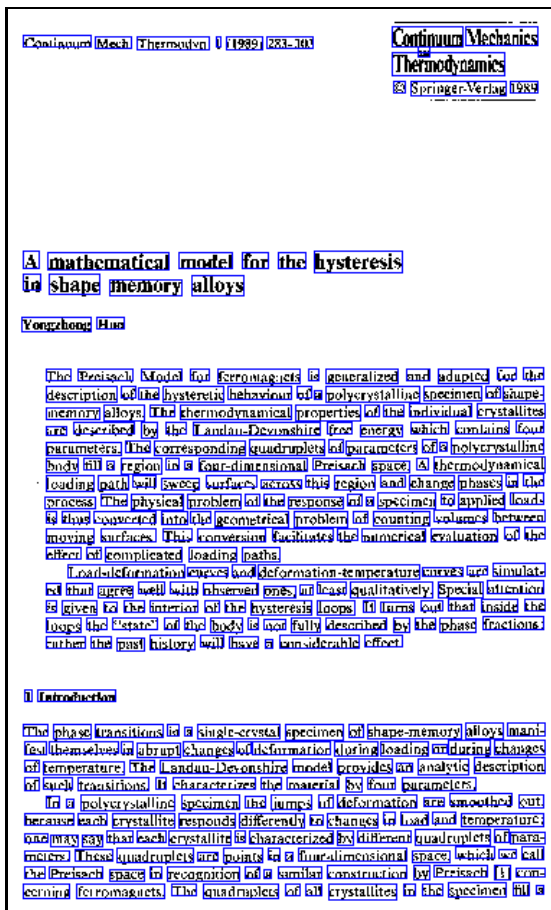 Continuum Mech. Thermodyn. 1 (1989) 283-303
Continuum Mechanics
and
Thermodynamics
© Springer-Verlag 1989
A mathematical model for the hysteresis
in shape memory alloys
Yongzhong Huo
The Preisach Model for ferromagnets is generalized and adapted for the
description of the hysteretic behaviour of a polycrystalline specimen of shape-
memory alloys. The thermodynamical properties of the individual crystallites
are described by the Landau-Devonshire free energy which contains four
parameters. The corresponding quadruplets of parameters of a polycrystalline
body fill a region in a four-dimensional Preisach space. A thermodynamical
loading path will sweep surfaces across this region and change phases in the
process. The physical problem of the response of a specimen to applied loads
is thus converted into the geometrical problem of counting volumes between
moving surfaces. This conversion facilitates the numerical evaluation of the
effect of complicated loading paths.
Load-deformation curves and deformation-temperature curves are simulat-
ed that agree well with observed ones, at least qualitatively. Special attention
is given to the interior of the hysteresis loops. It turns out that inside the
loops the "state" of the body is not fully described by the phase fractions;
rather the past history will have a considerable effect.
1 Introduction
The phase transitions in a single-crystal specimen of shape-memory alloys mani-
fest themselves in abrupt changes of deformation during loading or during changes
of temperature. The Landau-Devonshire model provides an analytic description
of such transitions. It characterizes the material by four parameters.
In a polycrystalline specimen the jumps of deformation are smoothed out,
because each crystallite responds differently to changes in load and temperature;
one may say that each crystallite is characterized by different quadruplets of para-
meters. These quadruplets are points in a four-dimensional space, which we call
the Preisach space in recognition of a similar construction by Preisach [1] con-
cerning ferromagnets. The quadruplets of all crystallites in the specimen fill a